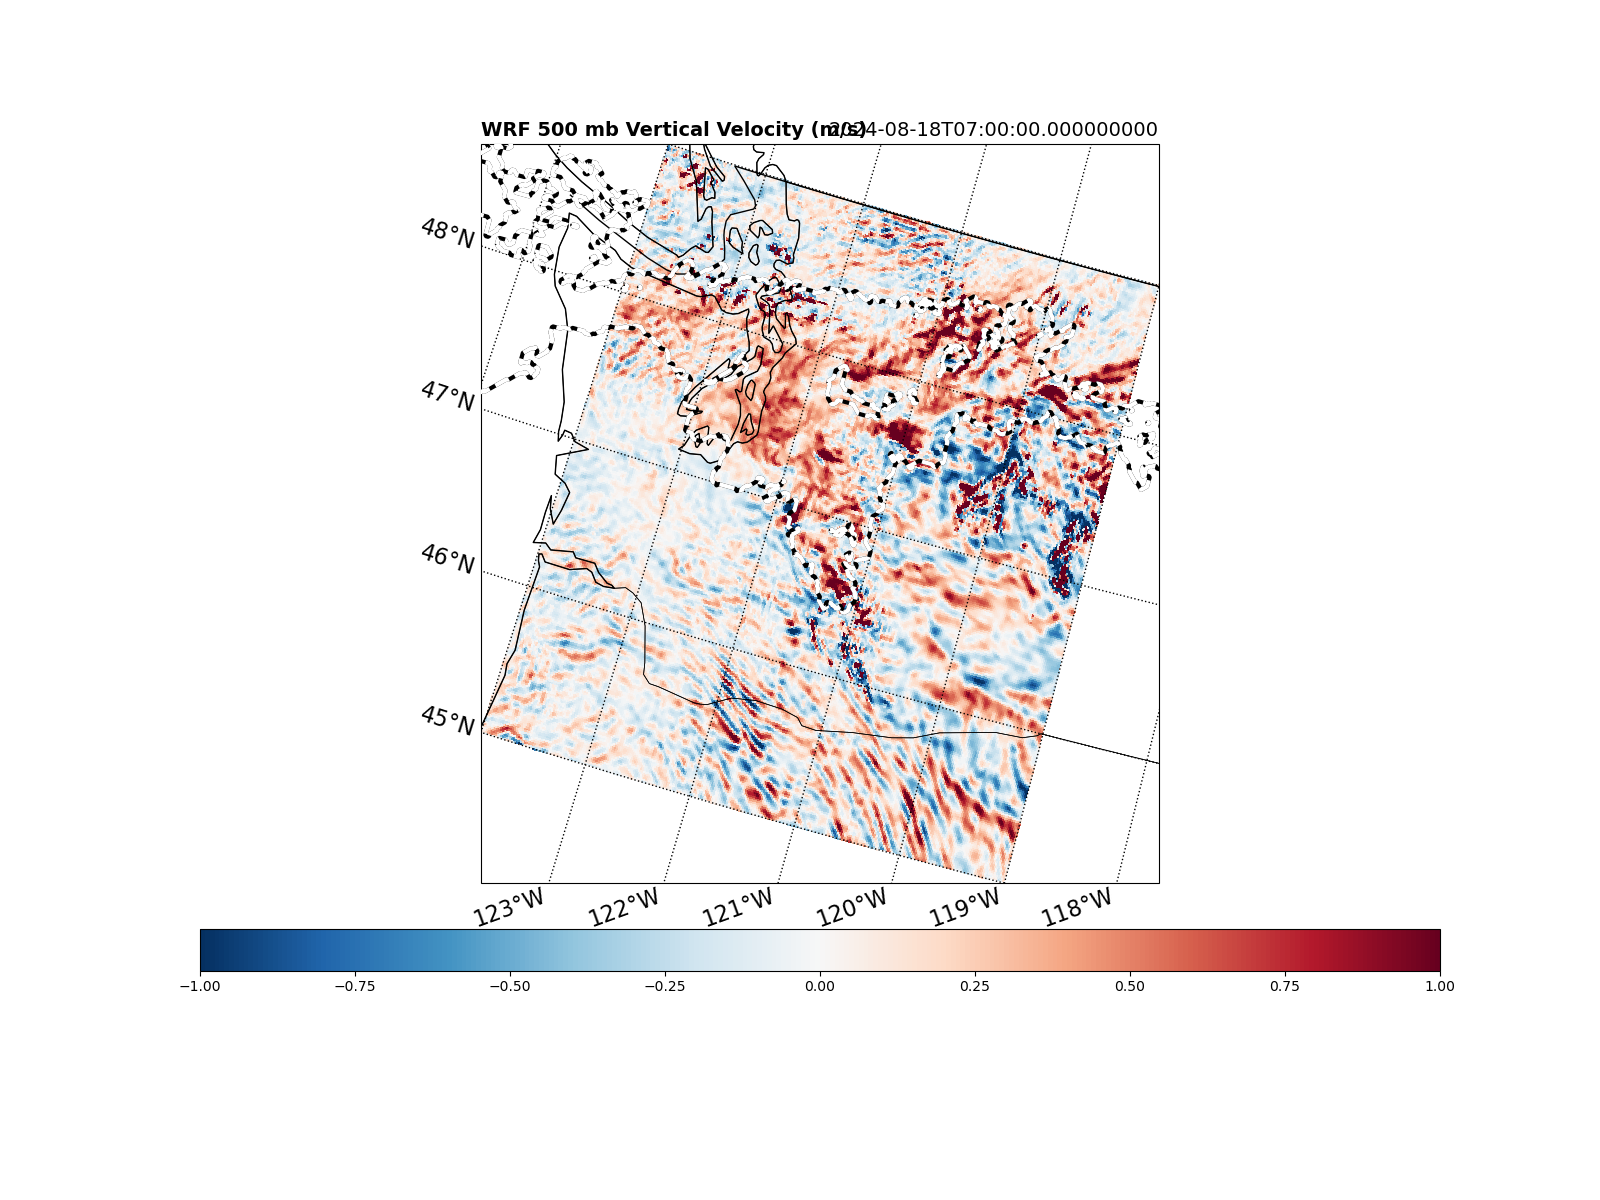 WRF 500 mb Vertical Velocity (m/s)
2024-08-18T07:00:00.000000000
48°N
47°N
46°N
45°N
123°W 122°W 121°W 120°W 119°W 118°W
−1.00 −0.75 −0.50 −0.25 0.00 0.25 0.50 0.75 1.00